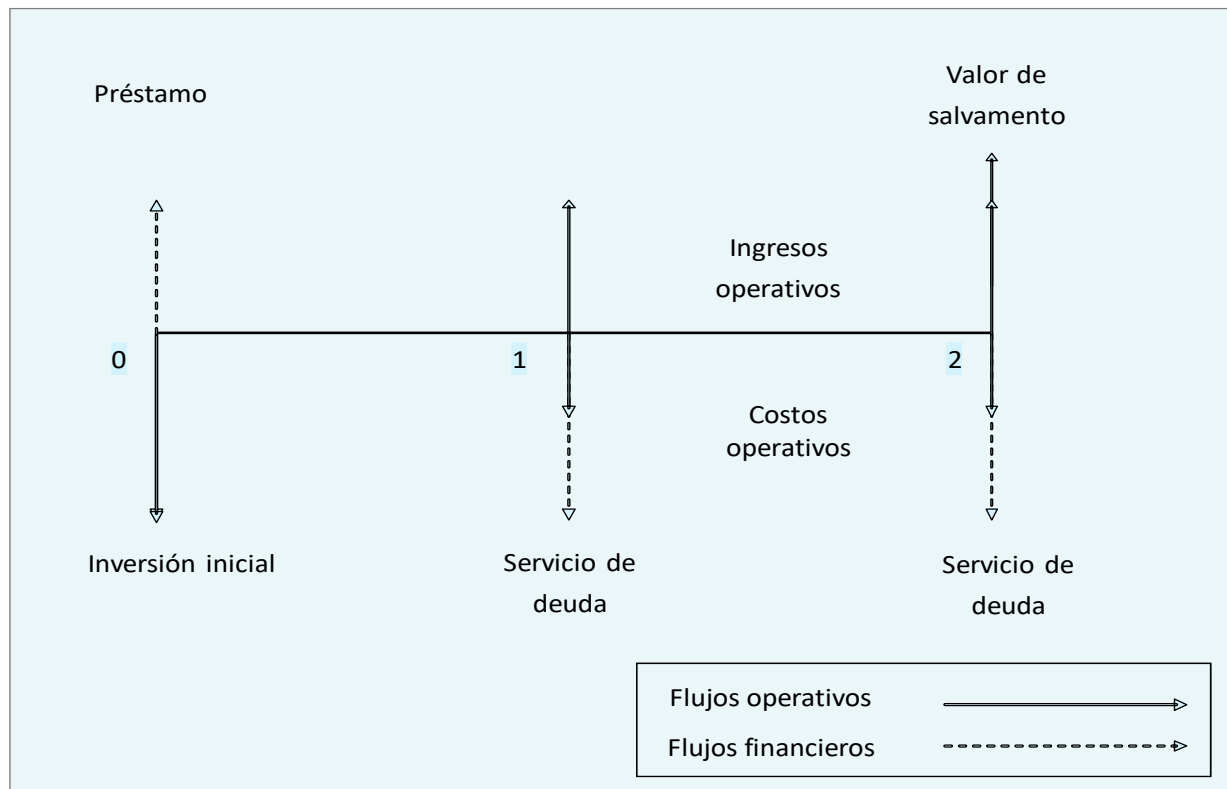 Préstamo
Valor de
salvamento
Ingresos
operativos
0
1
2
Costos
operativos
Inversión inicial
Servicio de
deuda
Servicio de
deuda
Flujos operativos
Flujos financieros